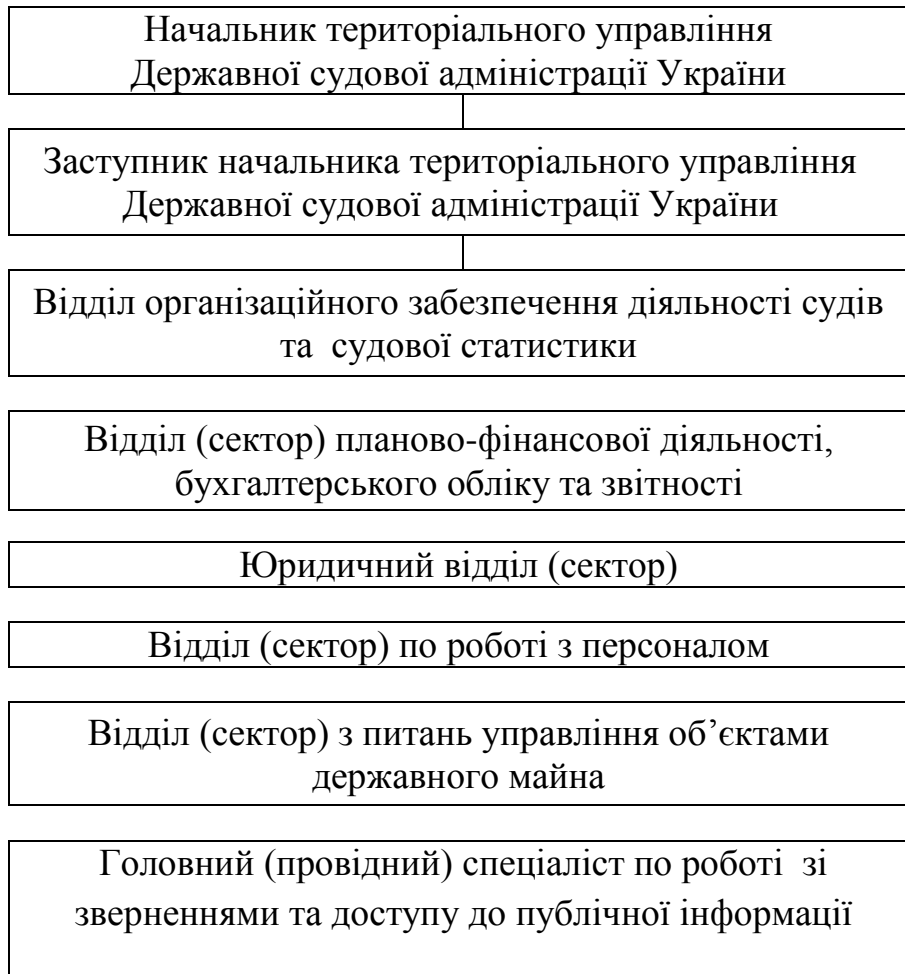 Начальник територіального управління
Державної судової адміністрації України
Заступник начальника територіального управління
Державної судової адміністрації України
Відділ організаційного забезпечення діяльності судів
та судової статистики
Відділ (сектор) планово-фінансової діяльності,
бухгалтерського обліку та звітності
Юридичний відділ (сектор)
Відділ (сектор) по роботі з персоналом
Відділ (сектор) з питань управління об’єктами
державного майна
Головний (провідний) спеціаліст по роботі зі
зверненнями та доступу до публічної інформації